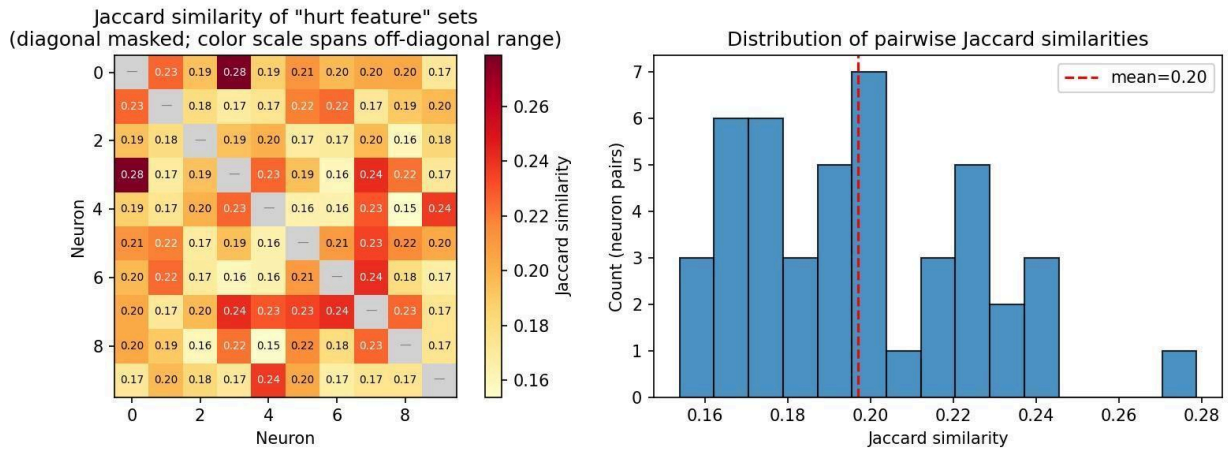 Jaccard similarity of "hurt feature" sets
(diagonal masked; color scale spans off-diagonal range)
0 — 0.23 0.19 0.28 0.19 0.21 0.20 0.20 0.20 0.17
0.23 — 0.18 0.17 0.17 0.22 0.22 0.17 0.19 0.20
2 0.19 0.18 — 0.19 0.20 0.17 0.17 0.20 0.16 0.18
0.28 0.17 0.19 — 0.23 0.19 0.16 0.24 0.22 0.17
4 0.19 0.17 0.20 0.23 — 0.16 0.16 0.23 0.15 0.24
0.21 0.22 0.17 0.19 0.16 — 0.21 0.23 0.22 0.20
6 0.20 0.22 0.17 0.16 0.16 0.21 — 0.24 0.18 0.17
0.20 0.17 0.20 0.24 0.23 0.23 0.24 — 0.23 0.17
8 0.20 0.19 0.16 0.22 0.15 0.22 0.18 0.23 — 0.17
0.17 0.20 0.18 0.17 0.24 0.20 0.17 0.17 0.17 —
0 2 4 6 8
Neuron
Neuron
0.26
0.24
0.22
0.20
0.18
0.16
Jaccard similarity
Distribution of pairwise Jaccard similarities
mean=0.20
7
6
5
4
3
2
1
0
Count (neuron pairs)
0.16 0.18 0.20 0.22 0.24 0.26 0.28
Jaccard similarity